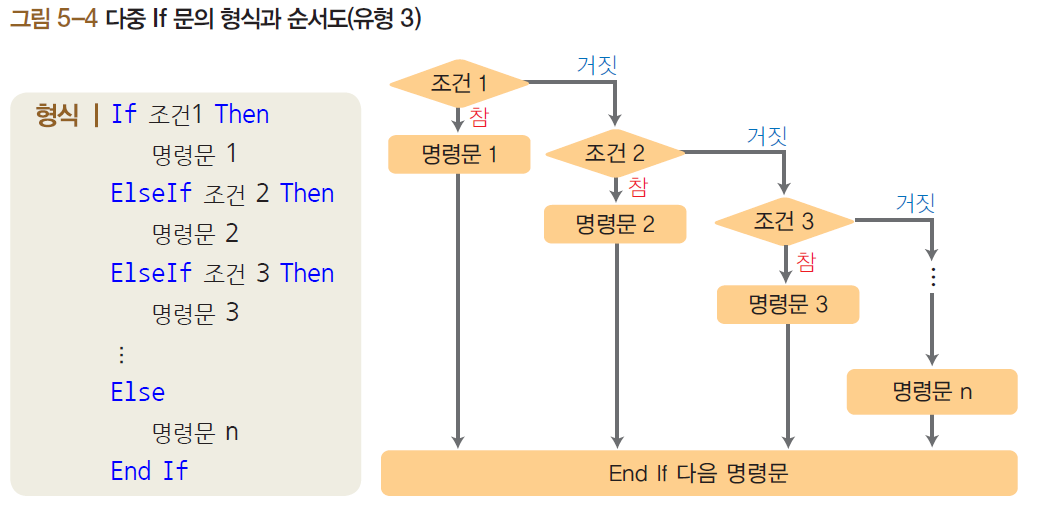 그림 5-4 다중 If 문의 형식과 순서도(유형 3)
형식 | If 조건1 Then
명령문 1
ElseIf 조건 2 Then
명령문 2
ElseIf 조건 3 Then
명령문 3
⋮
Else
명령문 n
End If
조건 1
거짓
참
명령문 1
조건 2
거짓
참
명령문 2
조건 3
거짓
참
명령문 3
⋮
명령문 n
End If 다음 명령문